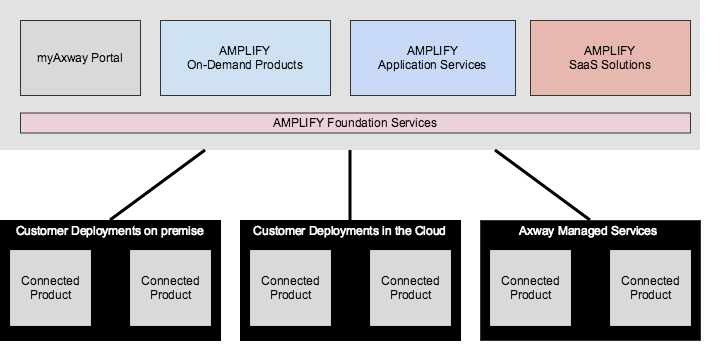 myAxway Portal
AMPLIFY
On-Demand Products
AMPLIFY
Application Services
AMPLIFY
SaaS Solutions
AMPLIFY Foundation Services
Customer Deployments on premise
Connected
Product
Connected
Product
Customer Deployments in the Cloud
Connected
Product
Connected
Product
Axway Managed Services
Connected
Product
Connected
Product